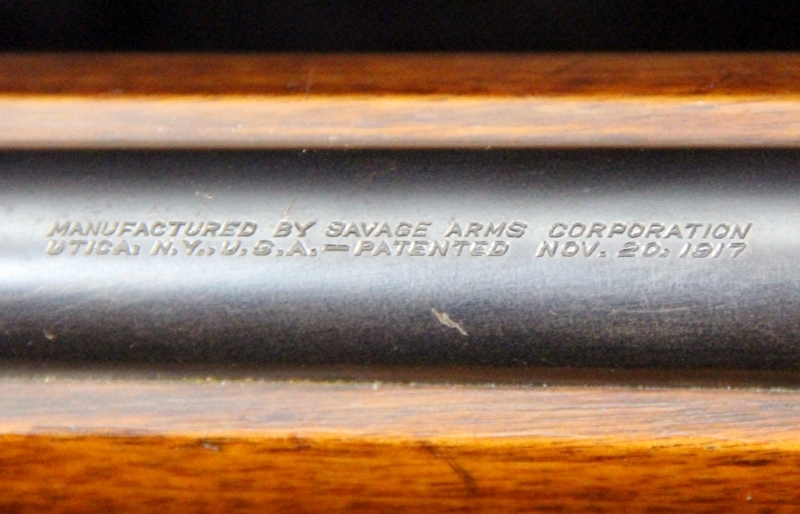 MANUFACTURED BY SAVAGE ARMS CORPORATION
UTICA, N.Y., U.S.A.—PATENTED NOV. 20, 1917